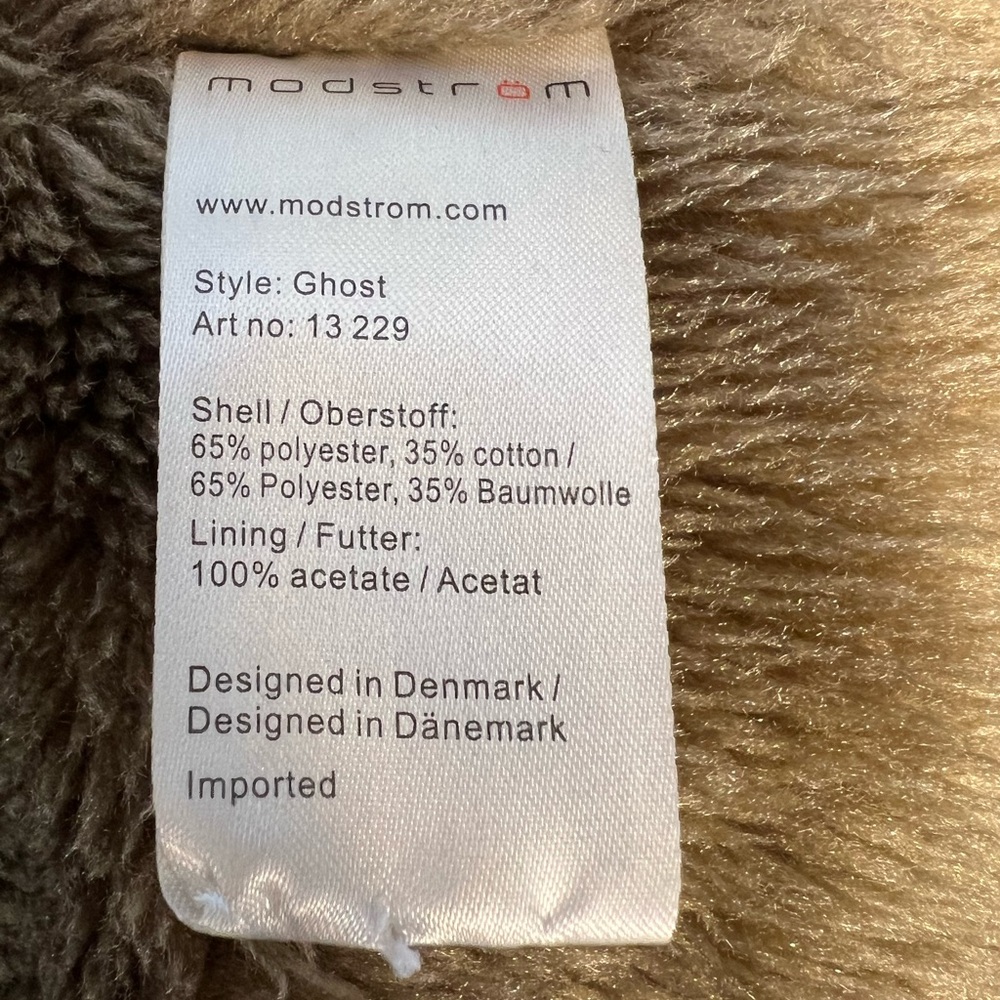 modström
www.modstrom.com
Style: Ghost
Art no: 13 229
Shell / Oberstoff:
65% polyester, 35% cotton /
65% Polyester, 35% Baumwolle
Lining / Futter:
100% acetate / Acetat
Designed in Denmark /
Designed in Dänemark
Imported